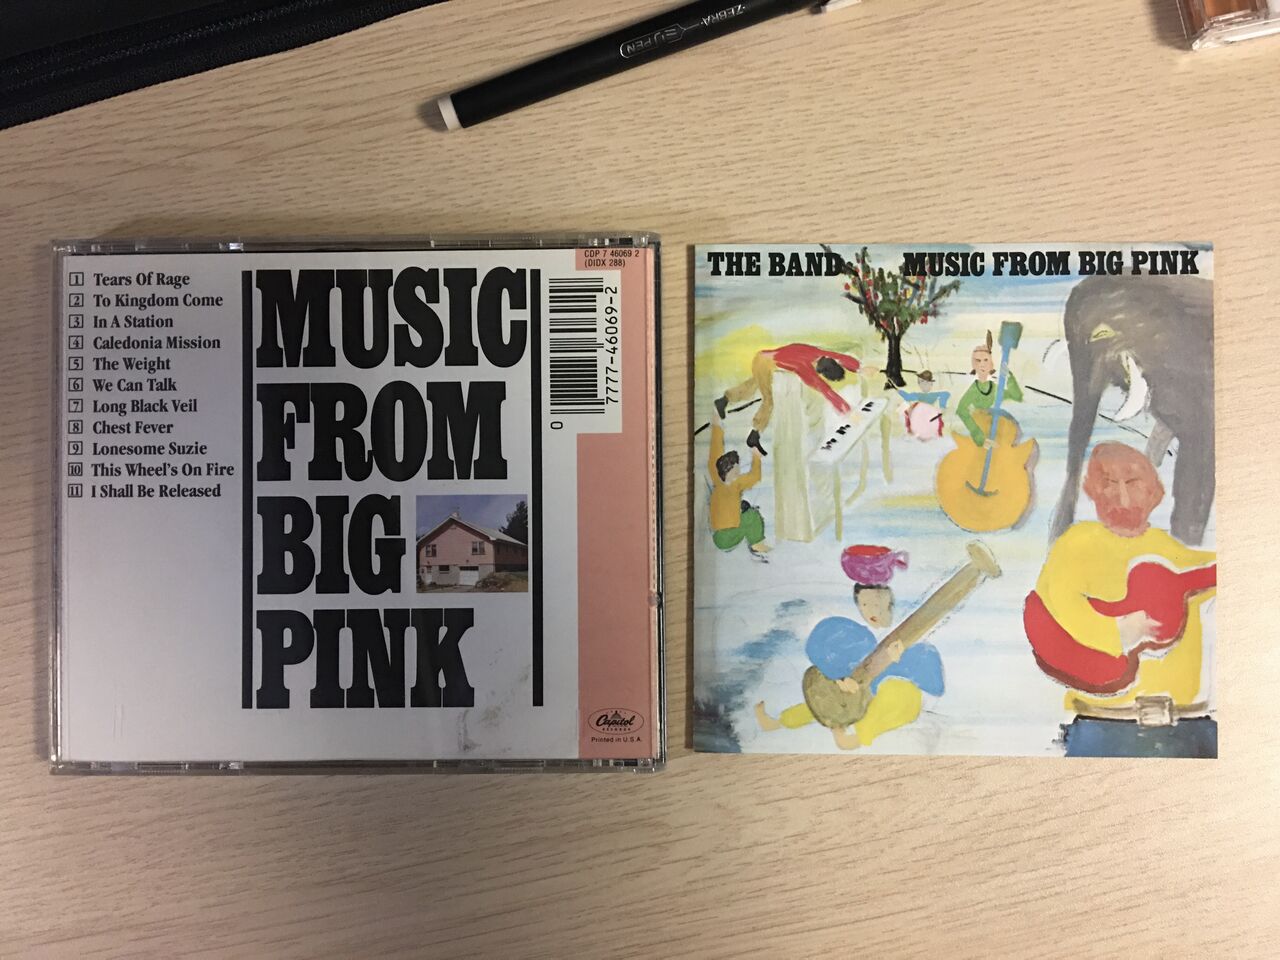 ZEBRA
PEN
1 Tears Of Rage
2 To Kingdom Come
3 In A Station
4 Caledonia Mission
5 The Weight
6 We Can Talk
7 Long Black Veil
8 Chest Fever
9 Lonesome Suzie
10 This Wheel's On Fire
11 I Shall Be Released
MUSIC
FROM
BIG
PINK
CDP 7 46069 2
(DIDX 288)
0 7777-46069-2
Capitol
RECORDS
Printed in U.S.A.
THE BAND MUSIC FROM BIG PINK